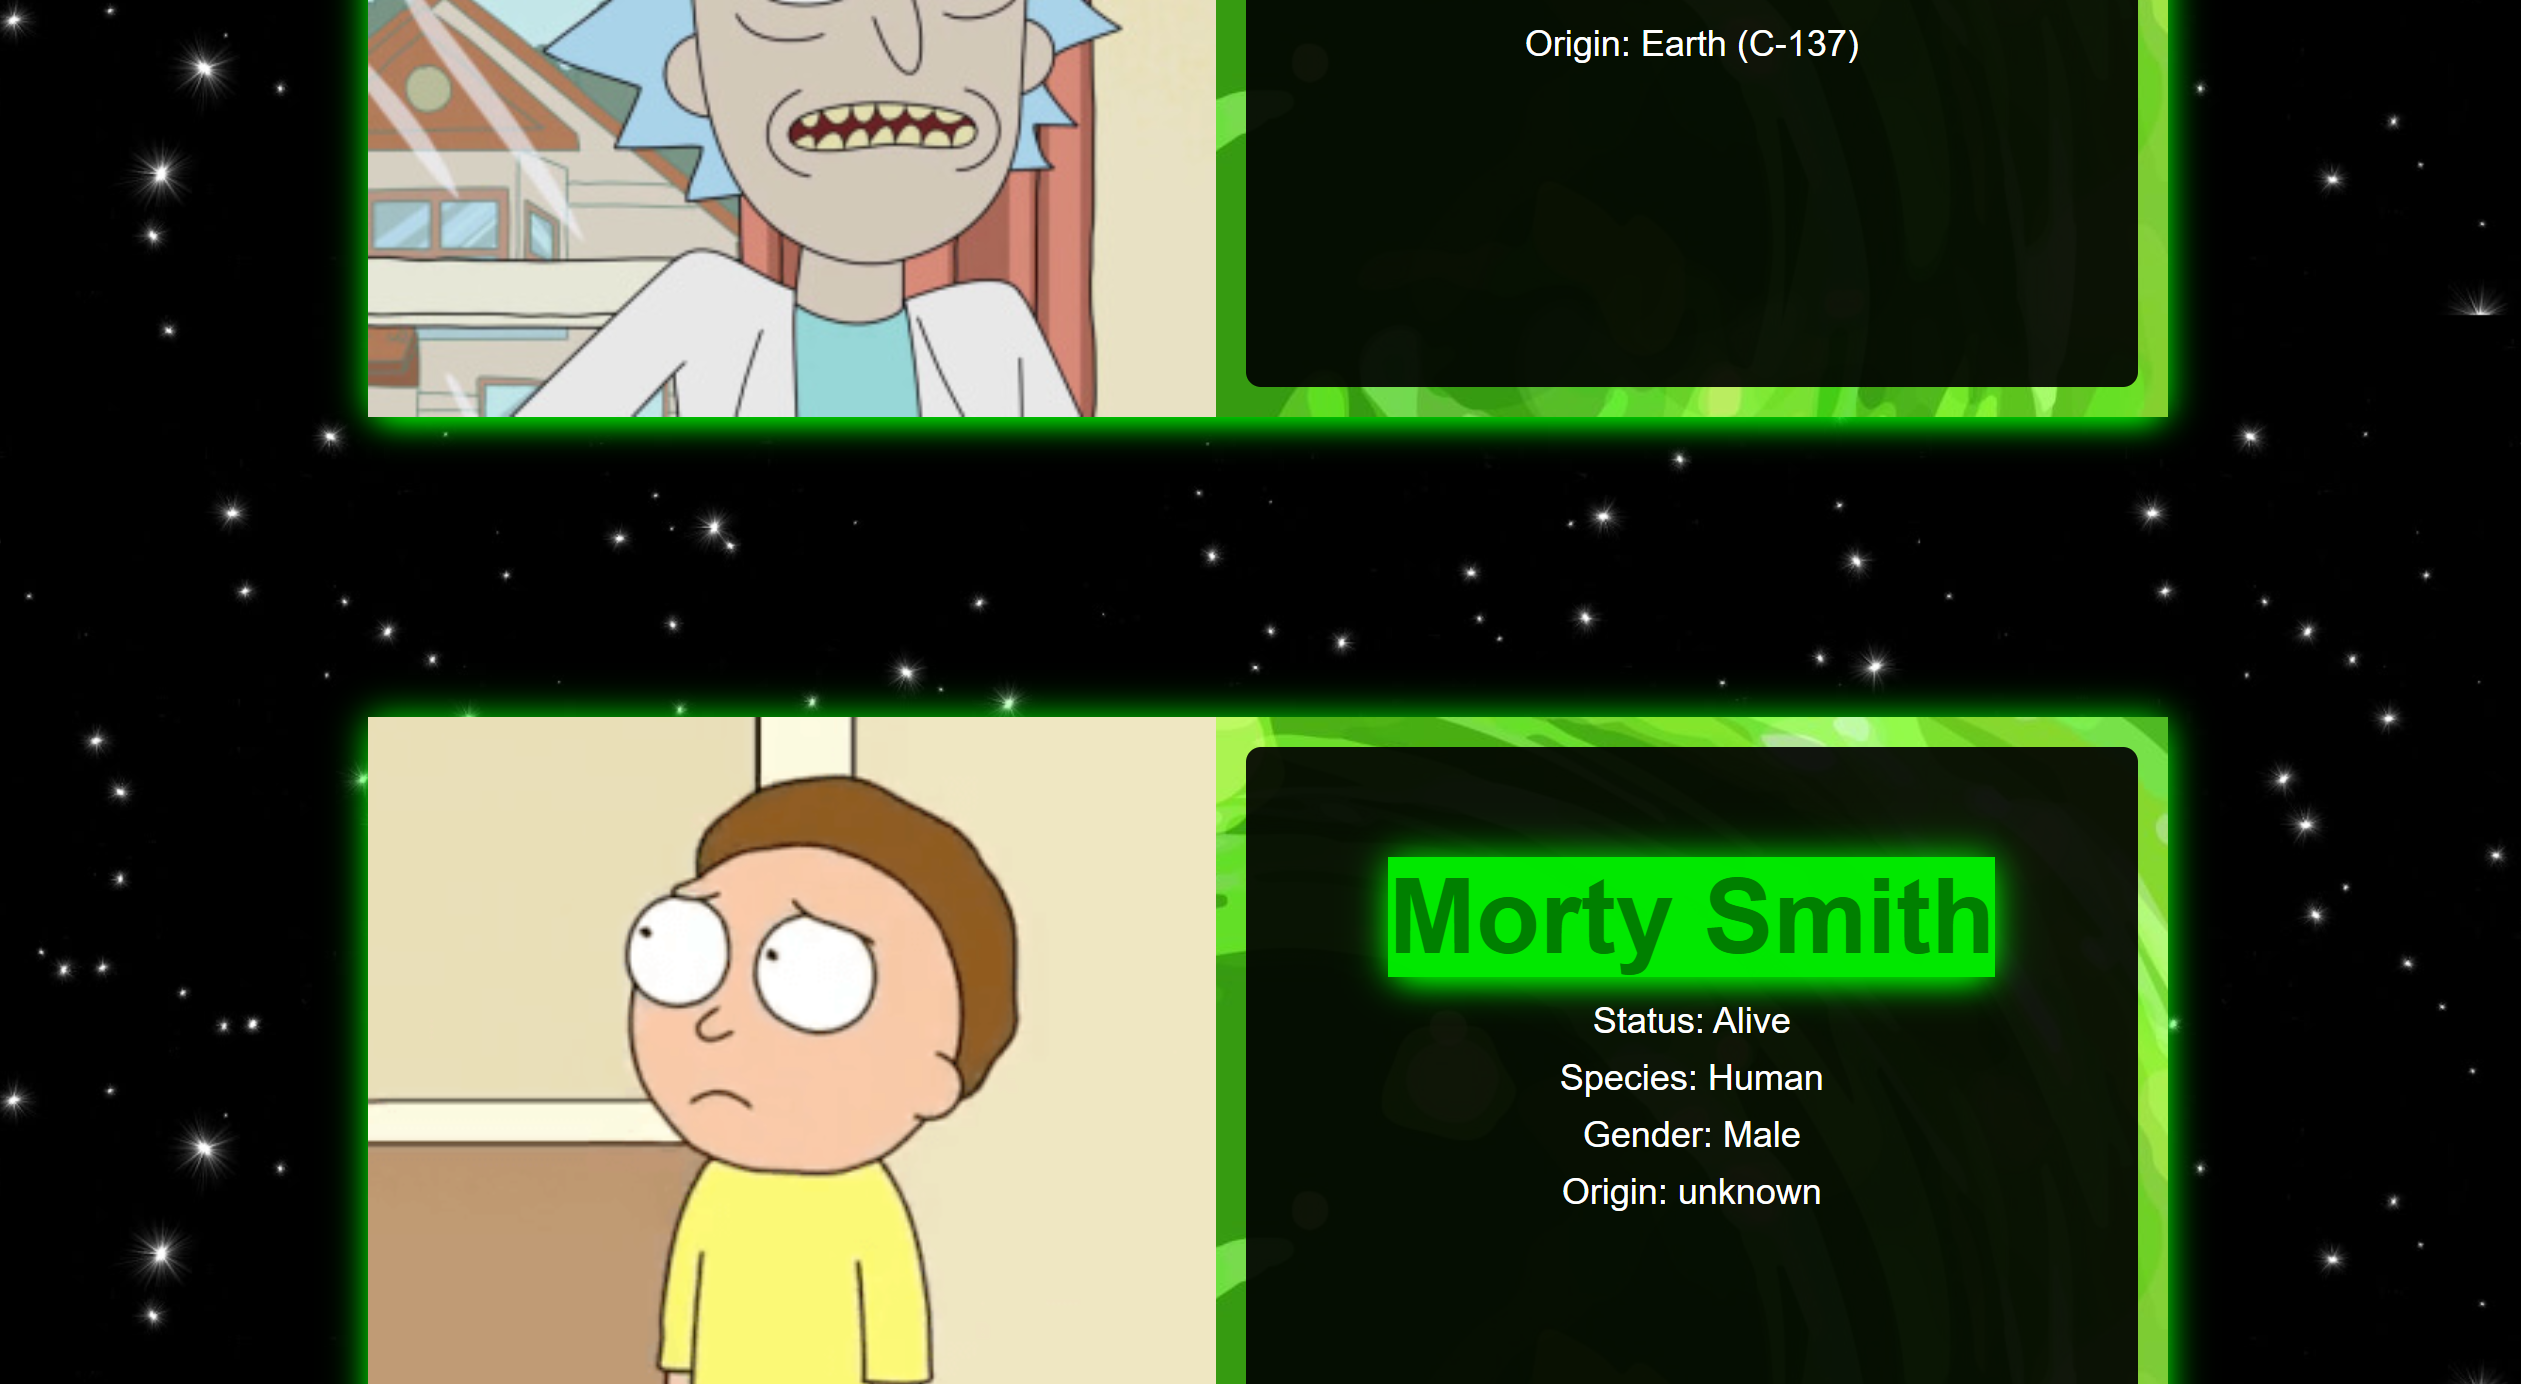 Origin: Earth (C-137)
Morty Smith
Status: Alive
Species: Human
Gender: Male
Origin: unknown